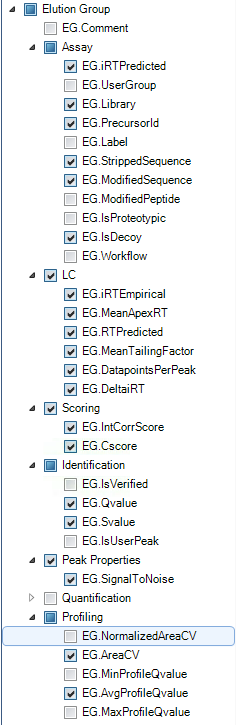 Elution Group
EG.Comment
Assay
EG.iRTPredicted
EG.UserGroup
EG.Library
EG.PrecursorId
EG.Label
EG.StrippedSequence
EG.ModifiedSequence
EG.ModifiedPeptide
EG.IsProteotypic
EG.IsDecoy
EG.Workflow
LC
EG.iRTEmpirical
EG.MeanApexRT
EG.RTPredicted
EG.MeanTailingFactor
EG.DatapointsPerPeak
EG.DeltaiRT
Scoring
EG.IntCorrScore
EG.Cscore
Identification
EG.IsVerified
EG.Qvalue
EG.Svalue
EG.IsUserPeak
Peak Properties
EG.SignalToNoise
Quantification
Profiling
EG.NormalizedAreaCV
EG.AreaCV
EG.MinProfileQvalue
EG.AvgProfileQvalue
EG.MaxProfileQvalue